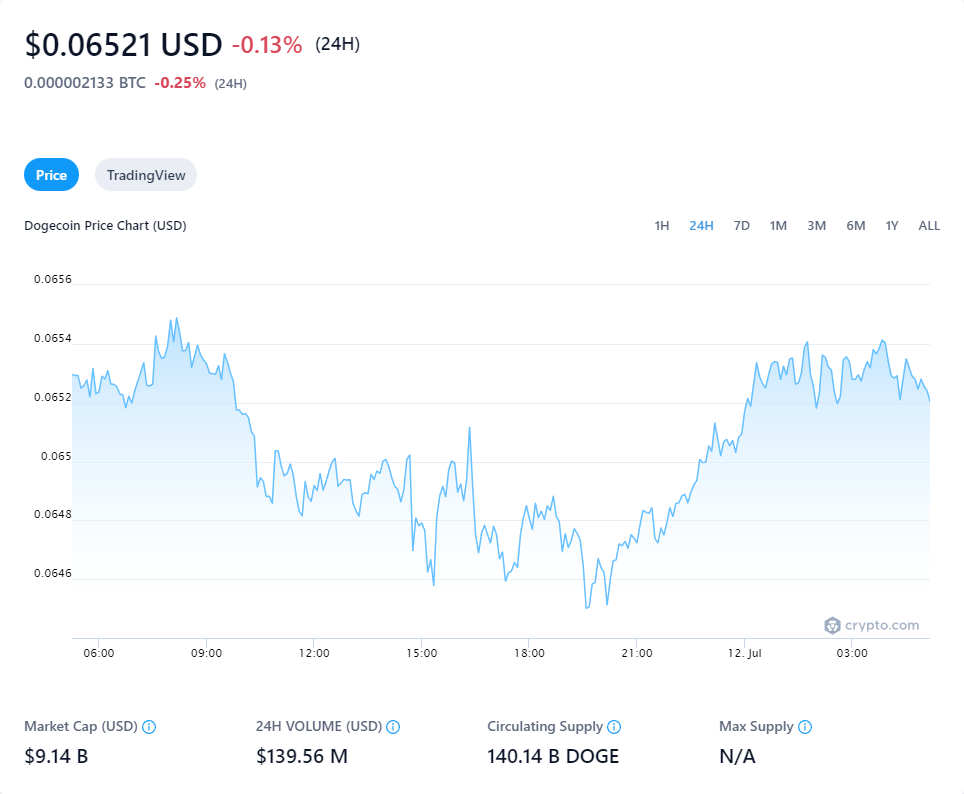 $0.06521 USD -0.13% (24H)
0.000002133 BTC -0.25% (24H)
Price TradingView
Dogecoin Price Chart (USD) 1H 24H 7D 1M 3M 6M 1Y ALL
0.0656
0.0654
0.0652
0.065
0.0648
0.0646
crypto.com
06:00 09:00 12:00 15:00 18:00 21:00 12. Jul 03:00
Market Cap (USD) 24H VOLUME (USD) Circulating Supply Max Supply
$9.14 B $139.56 M 140.14 B DOGE N/A